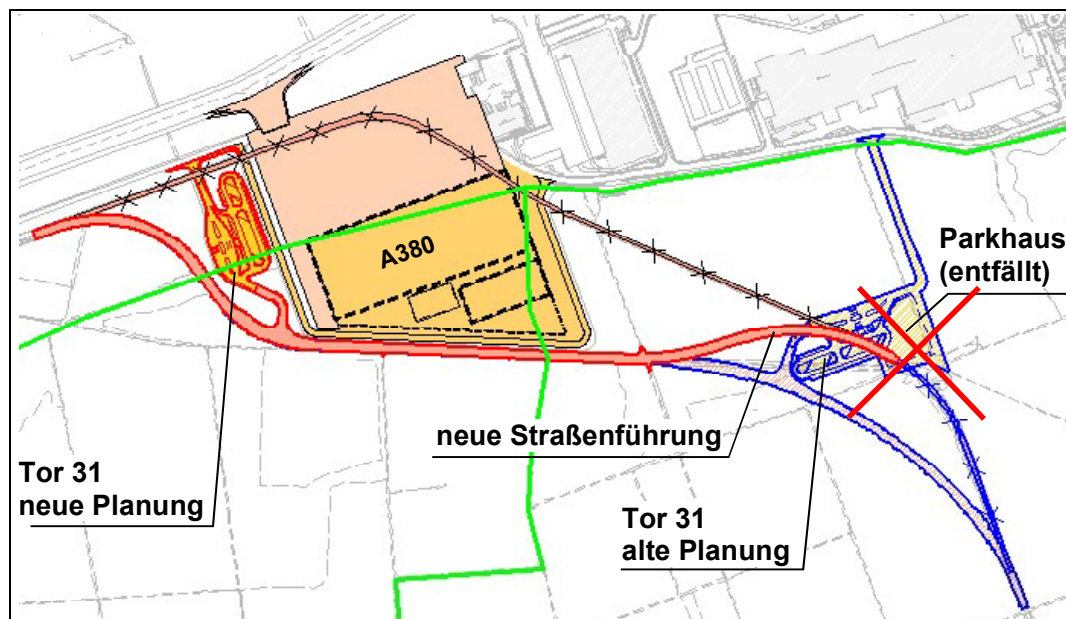 A380
Parkhaus
(entfällt)
neue Straßenführung
Tor 31
neue Planung
Tor 31
alte Planung